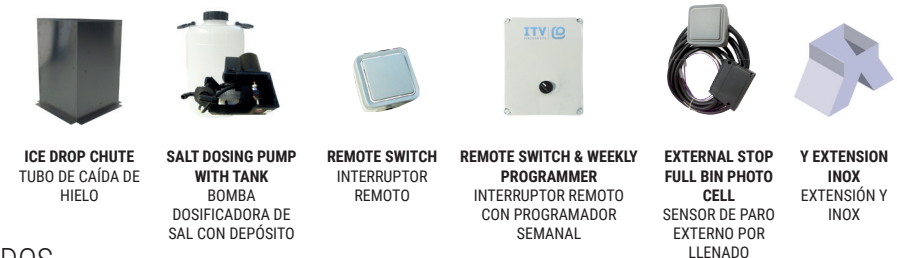 ITV
ICE DROP CHUTE
TUBO DE CAÍDA DE
HIELO
SALT DOSING PUMP
WITH TANK
BOMBA
DOSIFICADORA DE
SAL CON DEPÓSITO
REMOTE SWITCH
INTERRUPTOR
REMOTO
REMOTE SWITCH & WEEKLY
PROGRAMMER
INTERRUPTOR REMOTO
CON PROGRAMADOR
SEMANAL
EXTERNAL STOP
FULL BIN PHOTO
CELL
SENSOR DE PARO
EXTERNO POR
LLENADO
Y EXTENSION
INOX
EXTENSIÓN Y
INOX